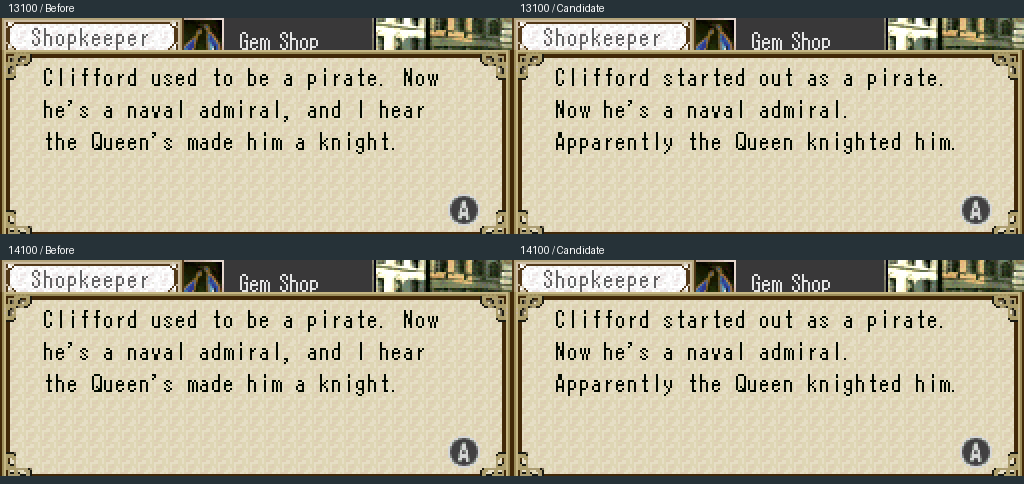 13100 / Before
Shopkeeper
Gem Shop
Clifford used to be a pirate. Now
he's a naval admiral, and I hear
the Queen's made him a knight.
A
13100 / Candidate
Shopkeeper
Gem Shop
Clifford started out as a pirate.
Now he's a naval admiral.
Apparently the Queen knighted him.
A
14100 / Before
Shopkeeper
Gem Shop
Clifford used to be a pirate. Now
he's a naval admiral, and I hear
the Queen's made him a knight.
A
14100 / Candidate
Shopkeeper
Gem Shop
Clifford started out as a pirate.
Now he's a naval admiral.
Apparently the Queen knighted him.
A